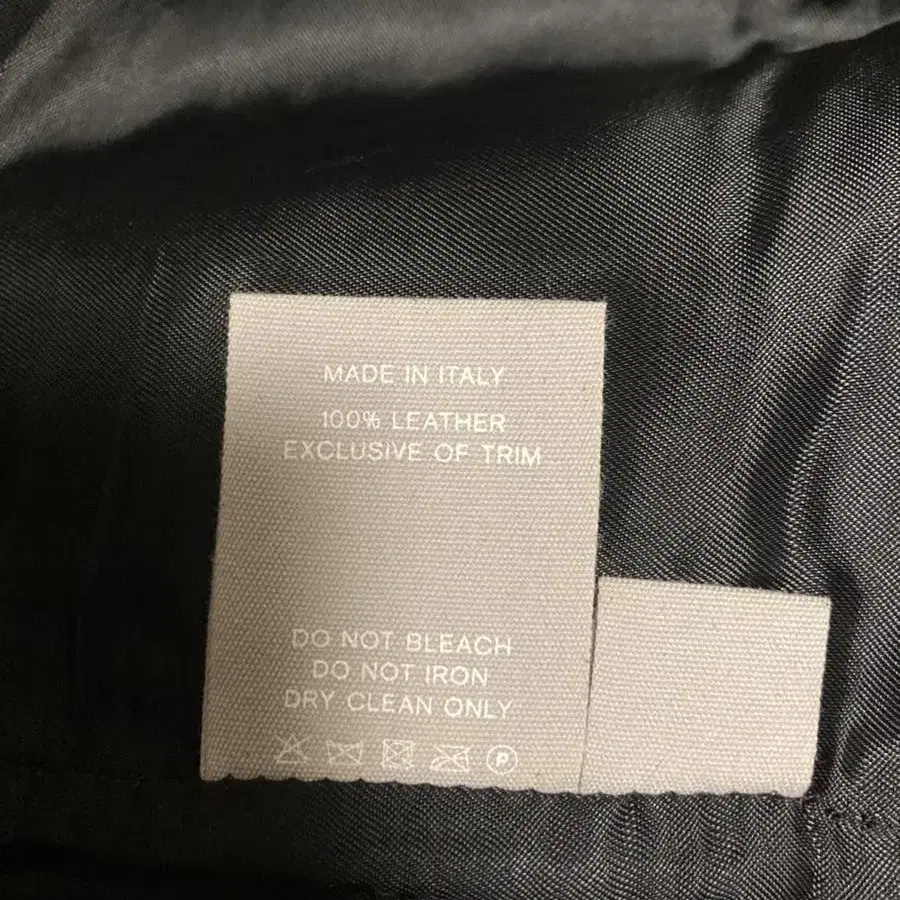 MADE IN ITALY
100% LEATHER
EXCLUSIVE OF TRIM
DO NOT BLEACH
DO NOT IRON
DRY CLEAN ONLY
P